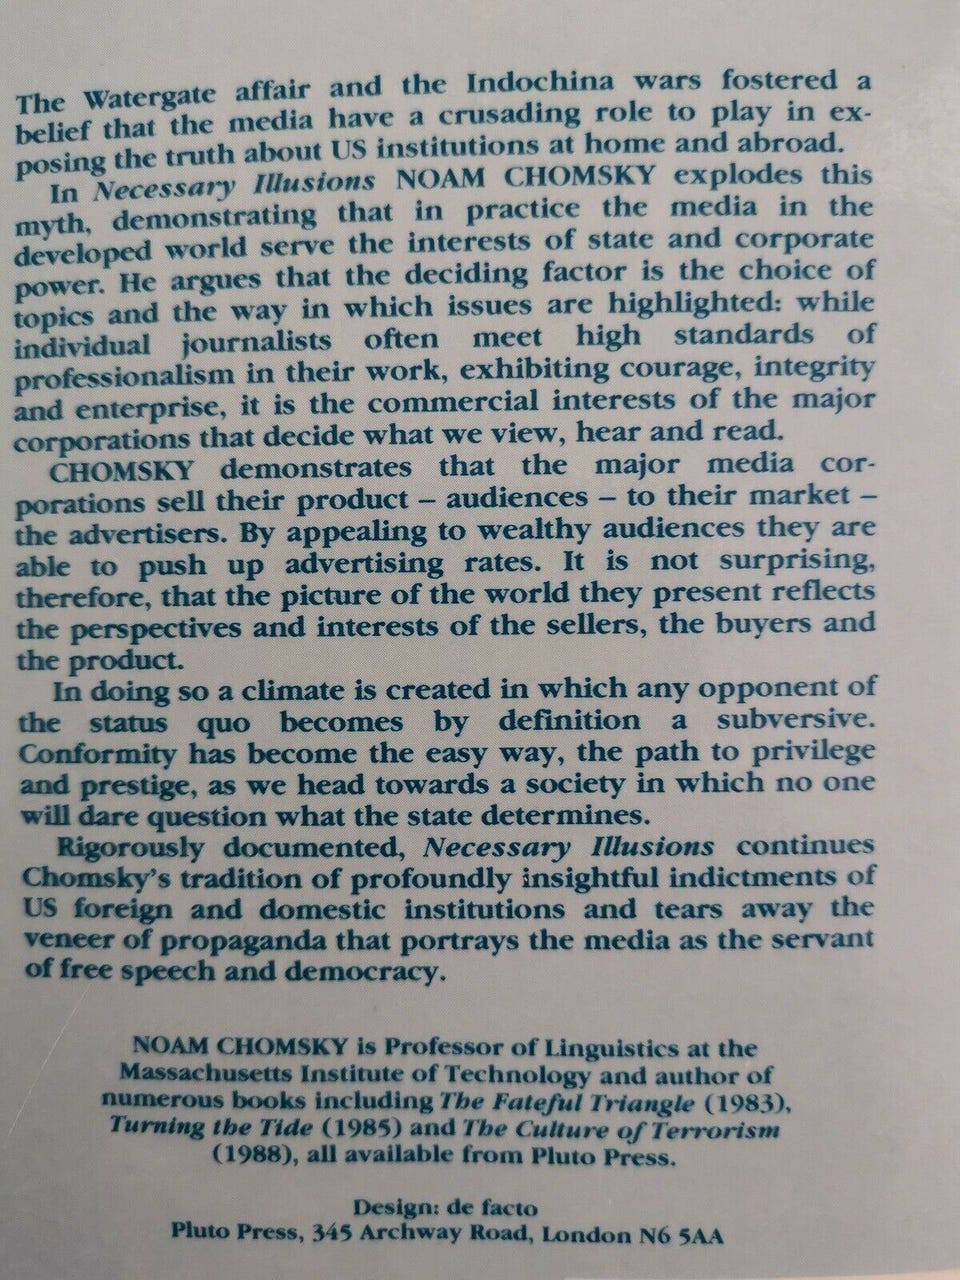 The Watergate affair and the Indochina wars fostered a
belief that the media have a crusading role to play in ex-
posing the truth about US institutions at home and abroad.
In Necessary Illusions NOAM CHOMSKY explodes this
myth, demonstrating that in practice the media in the
developed world serve the interests of state and corporate
power. He argues that the deciding factor is the choice of
topics and the way in which issues are highlighted: while
individual journalists often meet high standards of
professionalism in their work, exhibiting courage, integrity
and enterprise, it is the commercial interests of the major
corporations that decide what we view, hear and read.
CHOMSKY demonstrates that the major media cor-
porations sell their product – audiences – to their market –
the advertisers. By appealing to wealthy audiences they are
able to push up advertising rates. It is not surprising,
therefore, that the picture of the world they present reflects
the perspectives and interests of the sellers, the buyers and
the product.
In doing so a climate is created in which any opponent of
the status quo becomes by definition a subversive.
Conformity has become the easy way, the path to privilege
and prestige, as we head towards a society in which no one
will dare question what the state determines.
Rigorously documented, Necessary Illusions continues
Chomsky's tradition of profoundly insightful indictments of
US foreign and domestic institutions and tears away the
veneer of propaganda that portrays the media as the servant
of free speech and democracy.
NOAM CHOMSKY is Professor of Linguistics at the
Massachusetts Institute of Technology and author of
numerous books including The Fateful Triangle (1983),
Turning the Tide (1985) and The Culture of Terrorism
(1988), all available from Pluto Press.
Design: de facto
Pluto Press, 345 Archway Road, London N6 5AA